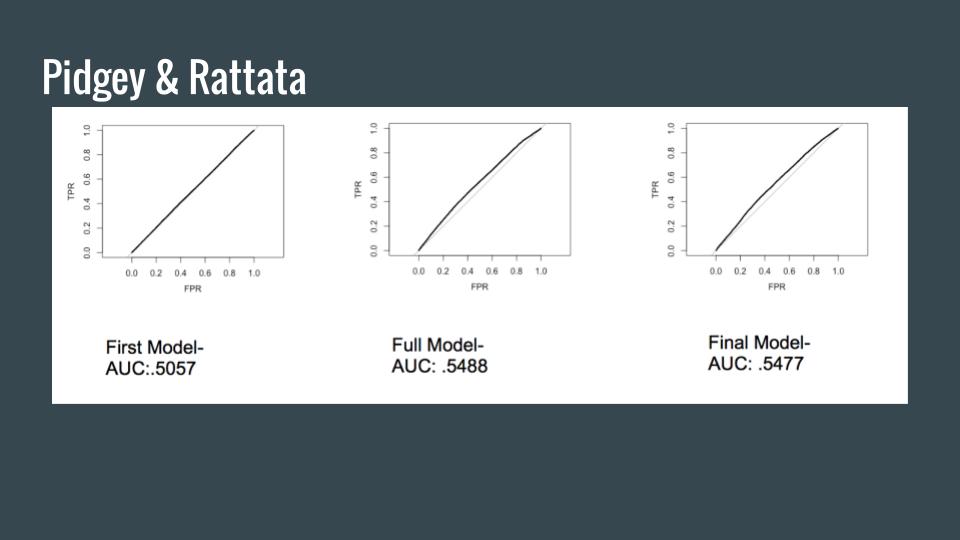 Pidgey & Rattata
1.0
0.8
0.6
0.4
0.2
0.0
TPR
0.0 0.2 0.4 0.6 0.8 1.0
FPR
First Model-
AUC:.5057
1.0
0.8
0.6
0.4
0.2
0.0
TPR
0.0 0.2 0.4 0.6 0.8 1.0
FPR
Full Model-
AUC: .5488
1.0
0.8
0.6
0.4
0.2
0.0
TPR
0.0 0.2 0.4 0.6 0.8 1.0
FPR
Final Model-
AUC: .5477